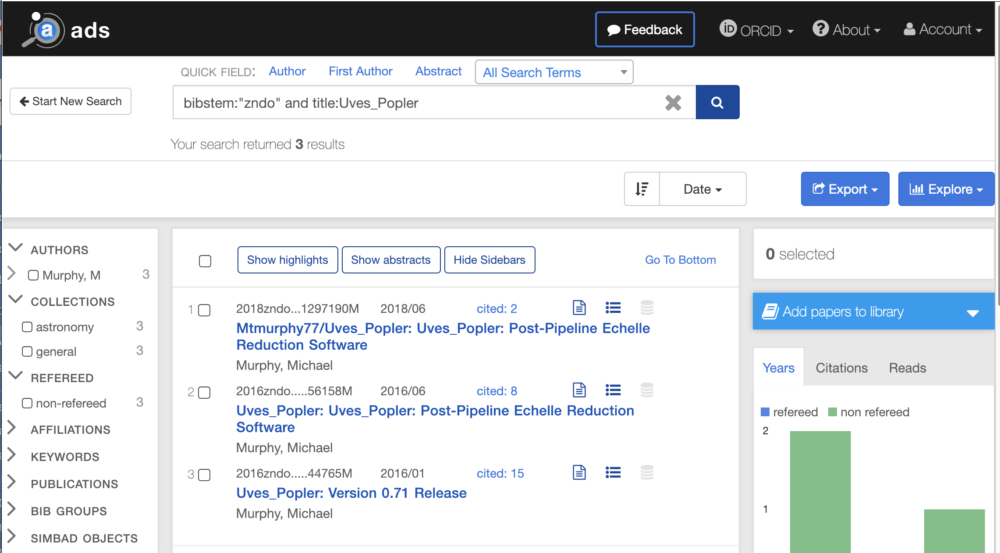 ads
Feedback
ORCID
About
Account
QUICK FIELD: Author First Author Abstract All Search Terms
Start New Search
bibstem:"zndo" and title:Uves_Popler
Your search returned 3 results
Date
Export
Explore
AUTHORS
Murphy, M 3
COLLECTIONS
astronomy 3
general 3
REFEREED
non-refereed 3
AFFILIATIONS
KEYWORDS
PUBLICATIONS
BIB GROUPS
SIMBAD OBJECTS
Show highlights Show abstracts Hide Sidebars Go To Bottom
1 2018zndo...1297190M 2018/06 cited: 2
Mtmurphy77/Uves_Popler: Uves_Popler: Post-Pipeline Echelle
Reduction Software
Murphy, Michael
2 2016zndo.....56158M 2016/06 cited: 8
Uves_Popler: Uves_Popler: Post-Pipeline Echelle Reduction
Software
Murphy, Michael
3 2016zndo.....44765M 2016/01 cited: 15
Uves_Popler: Version 0.71 Release
Murphy, Michael
0 selected
Add papers to library
Years Citations Reads
refereed non refereed
2
1